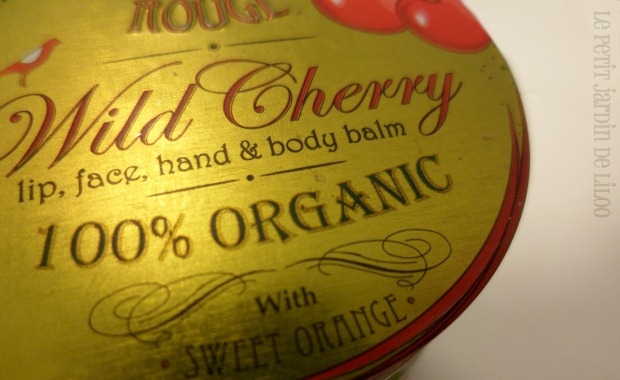 ROUGE
Wild Cherry
lip, face, hand & body balm
100% ORGANIC
With
SWEET ORANGE
Le Petit Jardin de Liloo